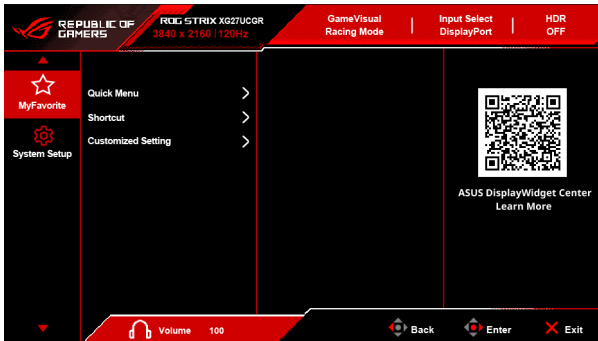 REPUBLIC OF
GAMERS
ROG STRIX XG27UCGR
3840 x 2160 | 120Hz
GameVisual
Racing Mode
Input Select
DisplayPort
HDR
OFF
MyFavorite
System Setup
Quick Menu
Shortcut
Customized Setting
ASUS DisplayWidget Center
Learn More
Volume 100
Back
Enter
Exit